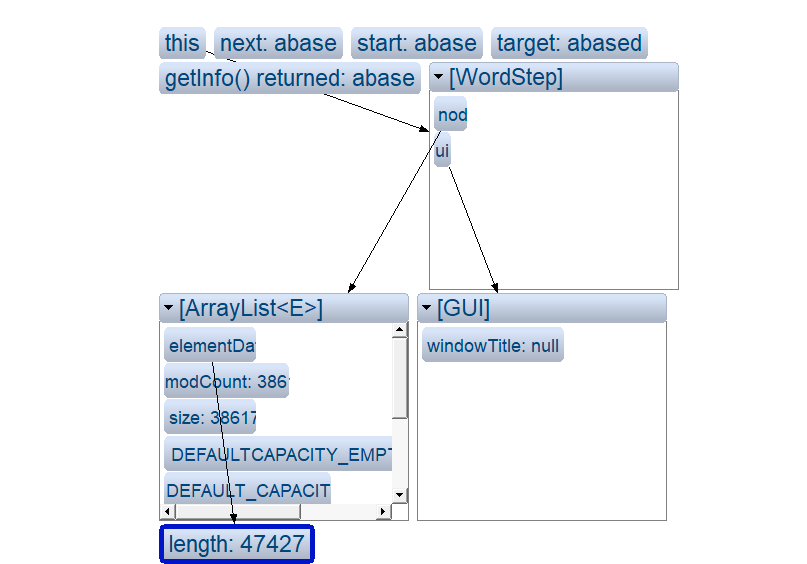 this next: abase start: abase target: abased
getInfo() returned: abase [WordStep]
nod
ui
[ArrayList<E>] [GUI]
elementDa windowTitle: null
modCount: 386
size: 38617
DEFAULTCAPACITY_EMPT
DEFAULT_CAPACIT
length: 47427